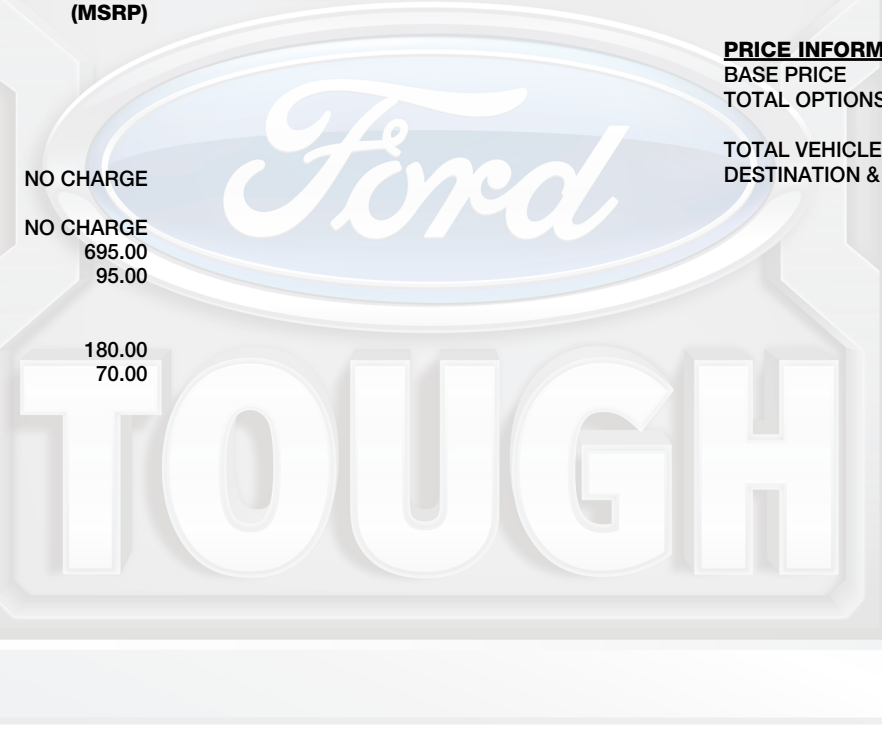 (MSRP)
NO CHARGE
NO CHARGE
695.00
95.00
180.00
70.00
PRICE INFORM
BASE PRICE
TOTAL OPTIONS
TOTAL VEHICLE
DESTINATION &
Ford
TOUGH